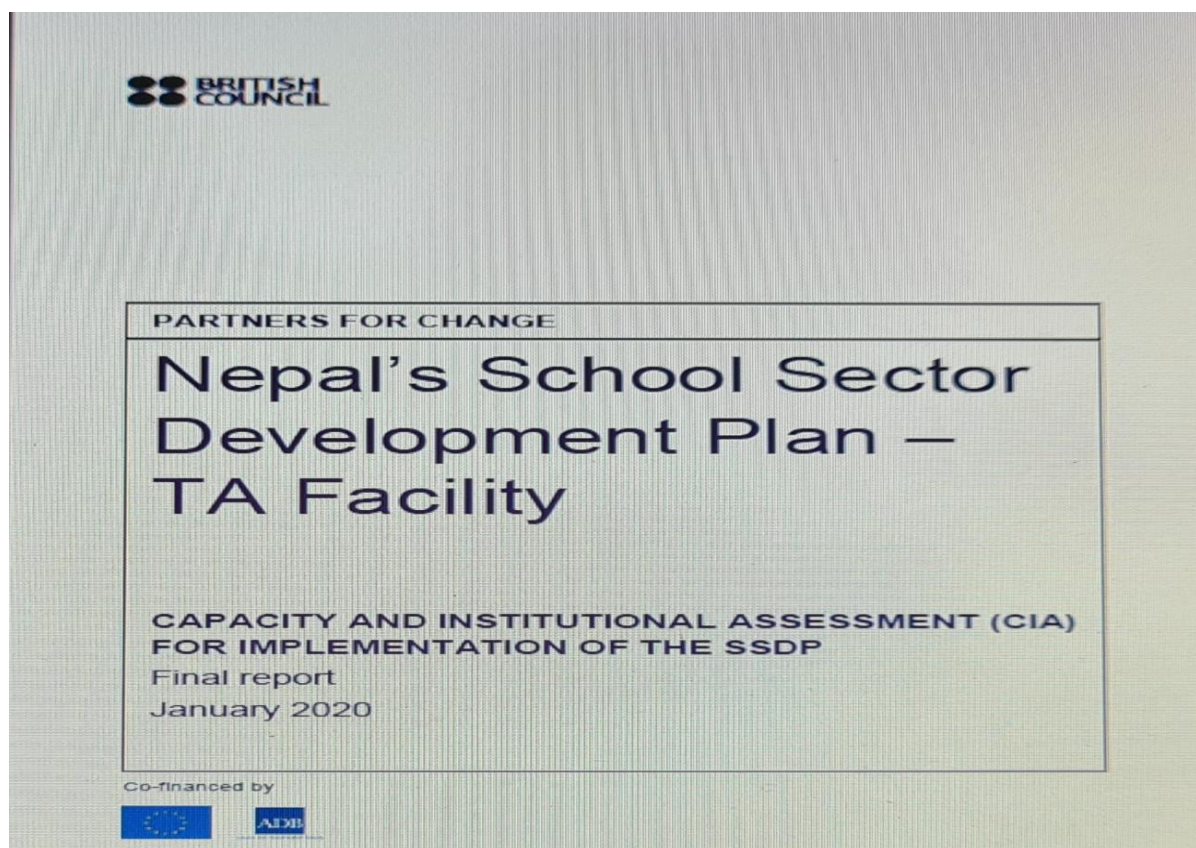 BRITISH
COUNCIL
PARTNERS FOR CHANGE
Nepal's School Sector
Development Plan –
TA Facility
CAPACITY AND INSTITUTIONAL ASSESSMENT (CIA)
FOR IMPLEMENTATION OF THE SSDP
Final report
January 2020
Co-financed by
ADB